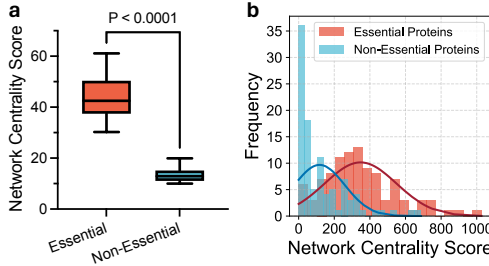 a
P < 0.0001
Network Centrality Score
60
40
20
0
Essential
Non-Essential
b
Essential Proteins
Non-Essential Proteins
Frequency
35
30
25
20
15
10
5
0
0 200 400 600 800 1000
Network Centrality Score